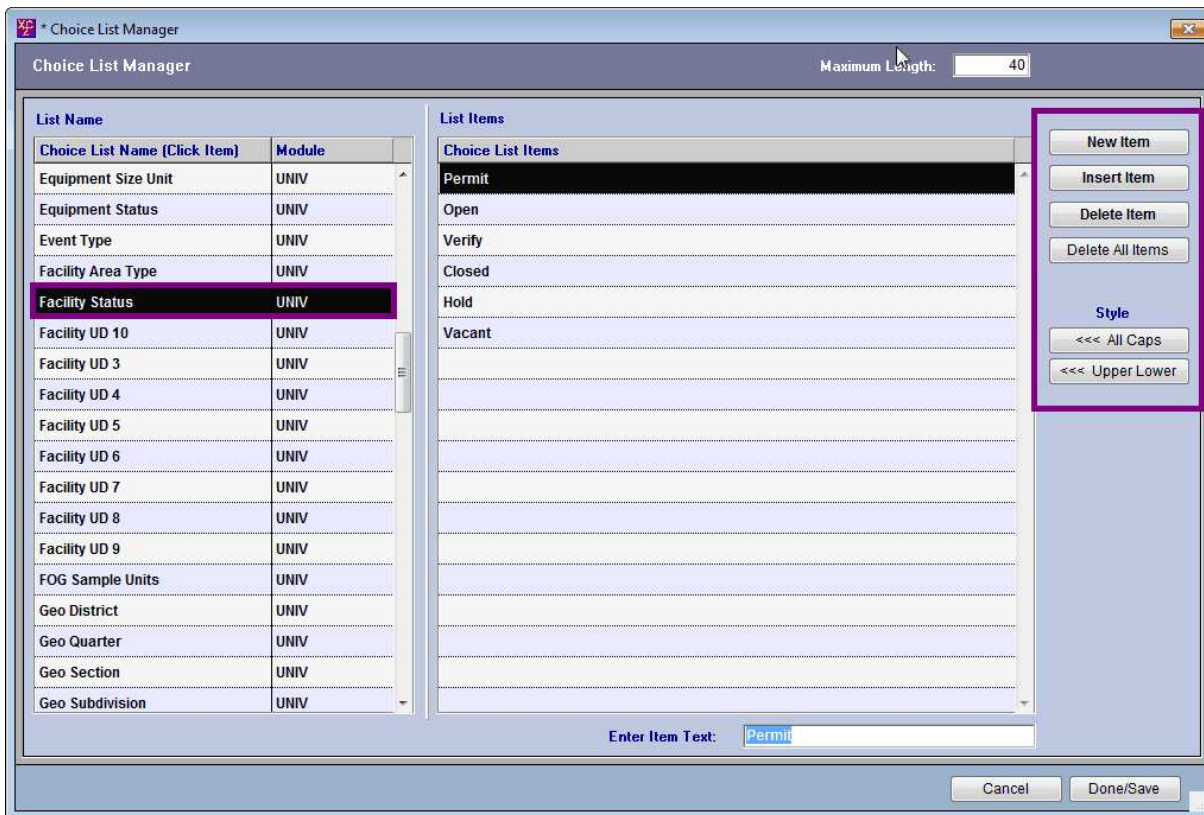 XC2 * Choice List Manager
Choice List Manager Maximum Length: 40
List Name List Items
Choice List Name (Click Item) Module Choice List Items
Equipment Size Unit UNIV Permit
Equipment Status UNIV Open
Event Type UNIV Verify
Facility Area Type UNIV Closed
Facility Status UNIV Hold
Facility UD 10 UNIV Vacant
Facility UD 3 UNIV
Facility UD 4 UNIV
Facility UD 5 UNIV
Facility UD 6 UNIV
Facility UD 7 UNIV
Facility UD 8 UNIV
Facility UD 9 UNIV
FOG Sample Units UNIV
Geo District UNIV
Geo Quarter UNIV
Geo Section UNIV
Geo Subdivision UNIV
New Item
Insert Item
Delete Item
Delete All Items
Style
<<< All Caps
<<< Upper Lower
Enter Item Text: Permit
Cancel Done/Save